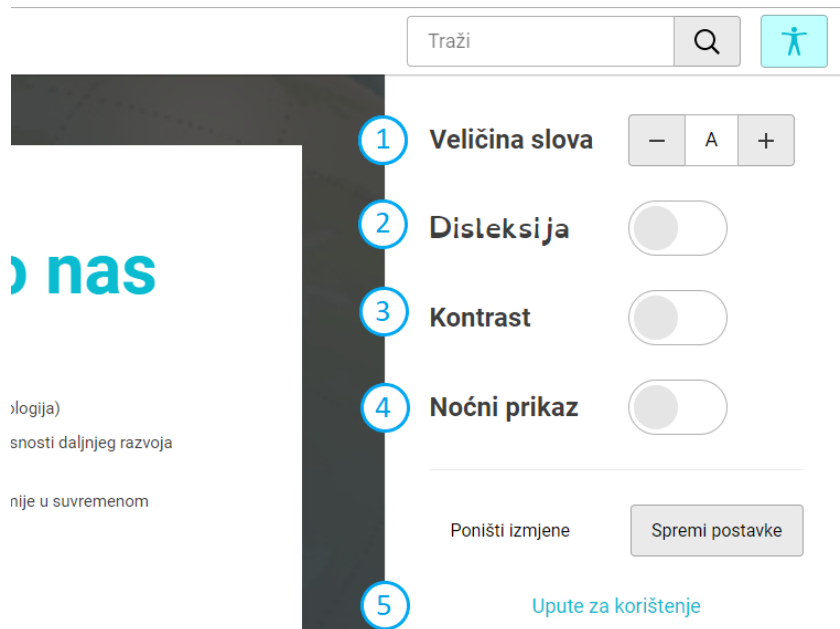 Traži
1 Veličina slova − A +
2 Disleksija
o nas
3 Kontrast
4 Noćni prikaz
ologija)
snosti daljnjeg razvoja
mije u suvremenom
Poništi izmjene Spremi postavke
5 Upute za korištenje